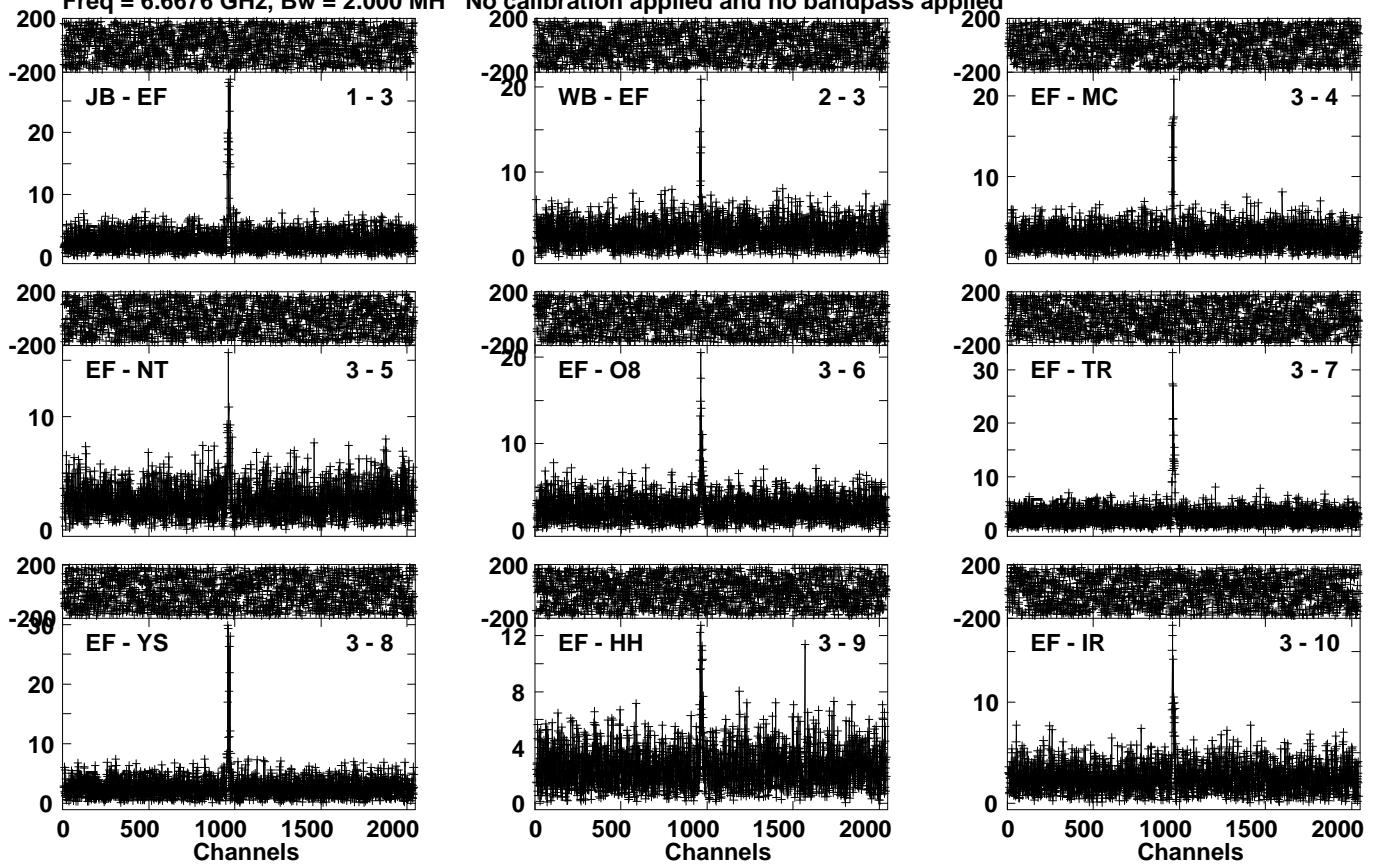 Freq = 6.6676 GHz, Bw = 2.000 MH No calibration applied and no bandpass applied
200 200 200
-200 -200 -200
JB - EF 1 - 3 WB - EF 2 - 3 EF - MC 3 - 4
20 20 20
10 10 10
0 0 0
200 200 200
-200 -200 -200
EF - NT 3 - 5 EF - O8 3 - 6 EF - TR 3 - 7
10 20 30
10 20
0 10
0 0
200 200 200
-200 -200 -200
30 12
EF - YS 3 - 8 EF - HH 3 - 9 EF - IR 3 - 10
20 8 10
10 4
0 0 0
0 500 1000 1500 2000 0 500 1000 1500 2000 0 500 1000 1500 2000
Channels Channels Channels